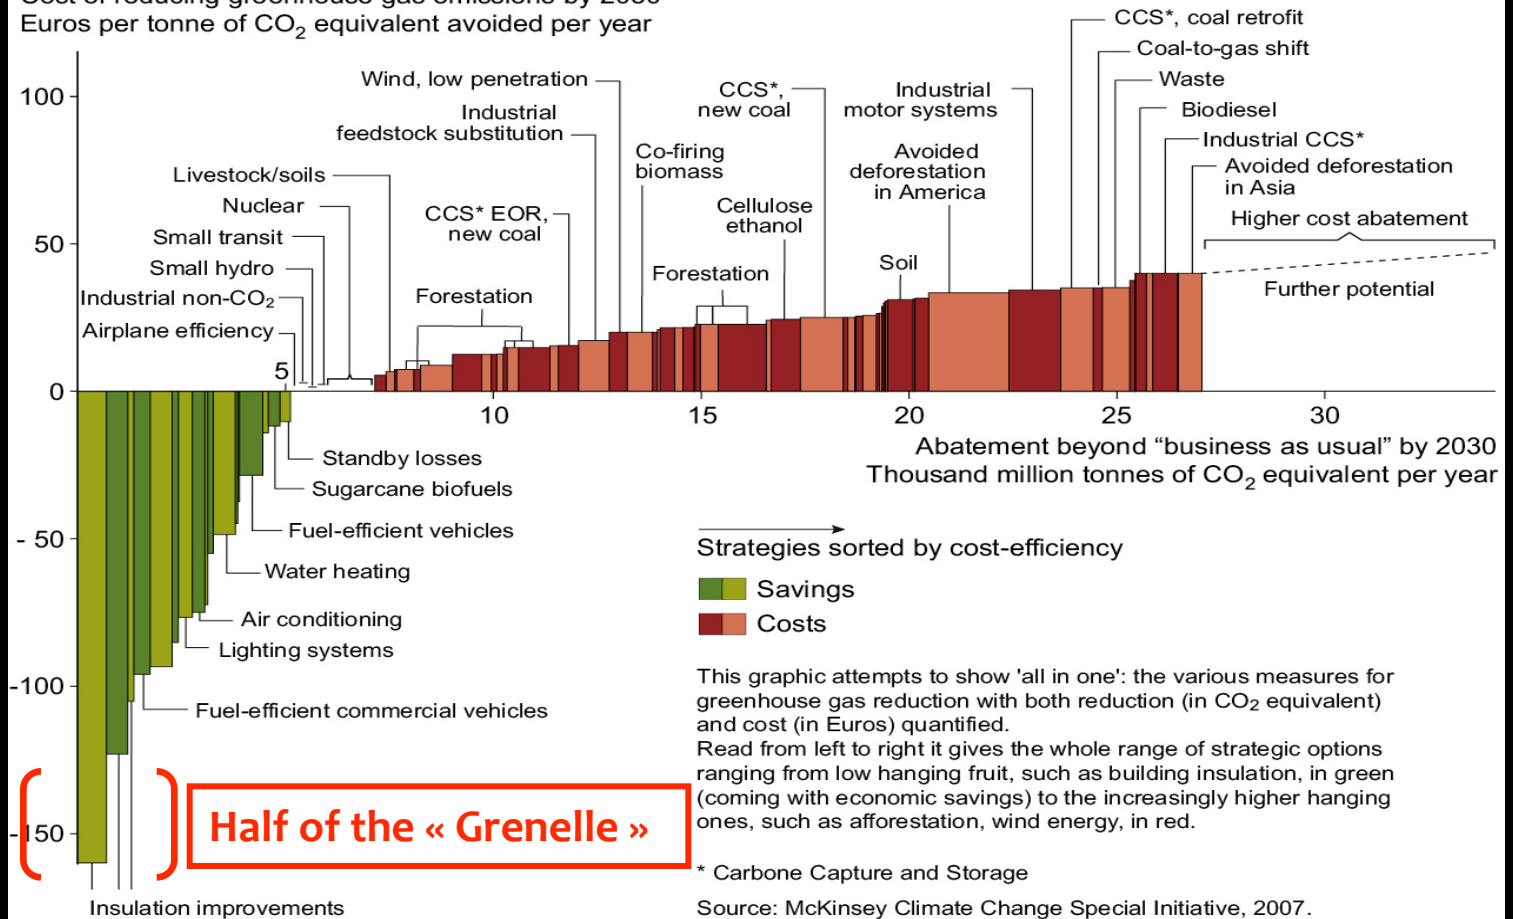 Cost of reducing greenhouse gas emissions by 2030
Euros per tonne of CO₂ equivalent avoided per year
100
50
0
- 50
-100
-150
CCS*, coal retrofit
Coal-to-gas shift
Waste
Biodiesel
Industrial CCS*
Avoided deforestation
in Asia
Higher cost abatement
Further potential
Wind, low penetration
Industrial
feedstock substitution
Livestock/soils
Nuclear
Small transit
Small hydro
Industrial non-CO₂
Airplane efficiency
CCS* EOR,
new coal
Forestation
Co-firing
biomass
CCS*,
new coal
Cellulose
ethanol
Forestation
Industrial
motor systems
Avoided
deforestation
in America
Soil
5
10
15
20
25
30
Abatement beyond “business as usual” by 2030
Thousand million tonnes of CO₂ equivalent per year
Standby losses
Sugarcane biofuels
Fuel-efficient vehicles
Water heating
Air conditioning
Lighting systems
Fuel-efficient commercial vehicles
Insulation improvements
Half of the « Grenelle »
Strategies sorted by cost-efficiency
Savings
Costs
This graphic attempts to show 'all in one': the various measures for
greenhouse gas reduction with both reduction (in CO₂ equivalent)
and cost (in Euros) quantified.
Read from left to right it gives the whole range of strategic options
ranging from low hanging fruit, such as building insulation, in green
(coming with economic savings) to the increasingly higher hanging
ones, such as afforestation, wind energy, in red.
* Carbone Capture and Storage
Source: McKinsey Climate Change Special Initiative, 2007.